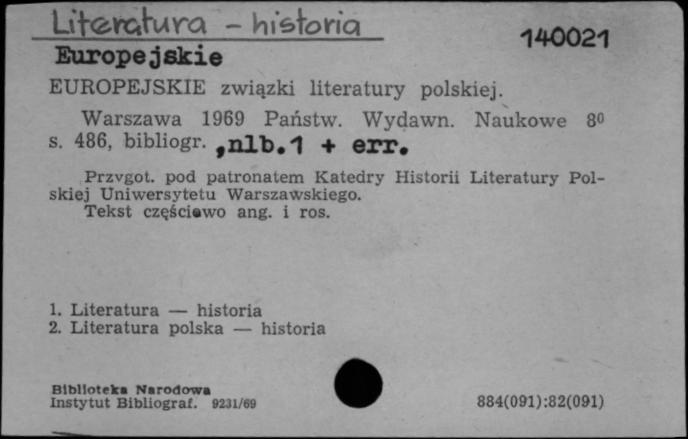 Literatura - historia
140021
Europejskie
EUROPEJSKIE związki literatury polskiej.
Warszawa 1969 Państw. Wydawn. Naukowe 8⁰
s. 486, bibliogr. ,nlb.1 + err.
Przygot. pod patronatem Katedry Historii Literatury Pol-
skiej Uniwersytetu Warszawskiego.
Tekst częściowo ang. i ros.
1. Literatura — historia
2. Literatura polska — historia
Biblioteka Narodowa
Instytut Bibliograf. 9231/69
884(091):82(091)